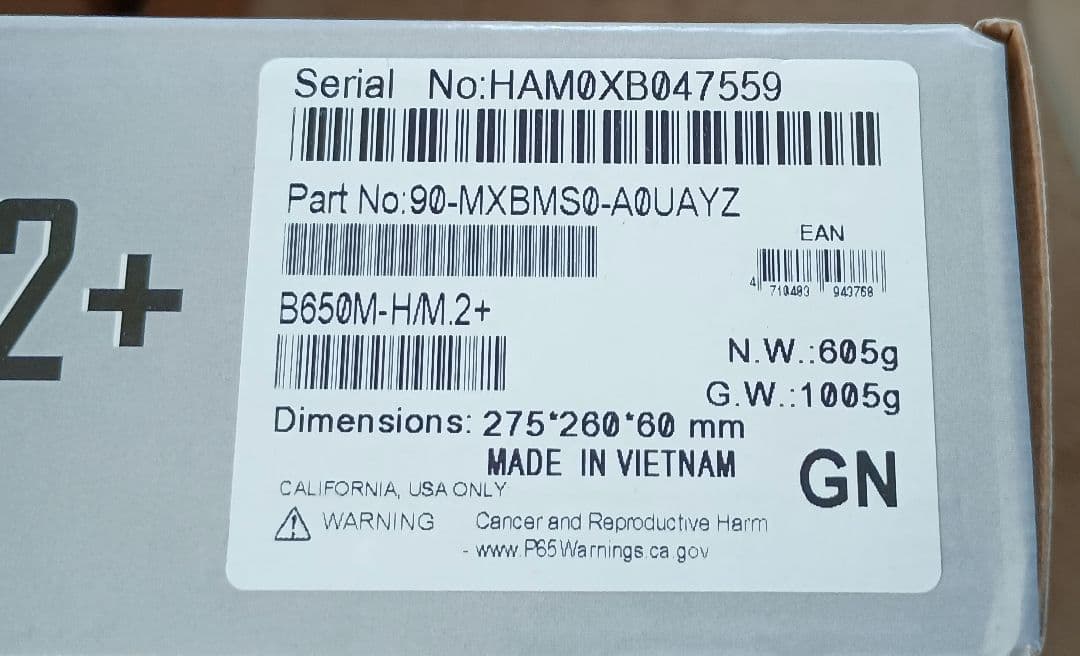 Serial No:HAM0XB047559
Part No:90-MXBMS0-A0UAYZ
EAN
4 710483 943768
B650M-H/M.2+
2+
N.W.:605g
G.W.:1005g
Dimensions: 275*260*60 mm
MADE IN VIETNAM
GN
CALIFORNIA, USA ONLY
WARNING Cancer and Reproductive Harm
- www.P65Warnings.ca.gov